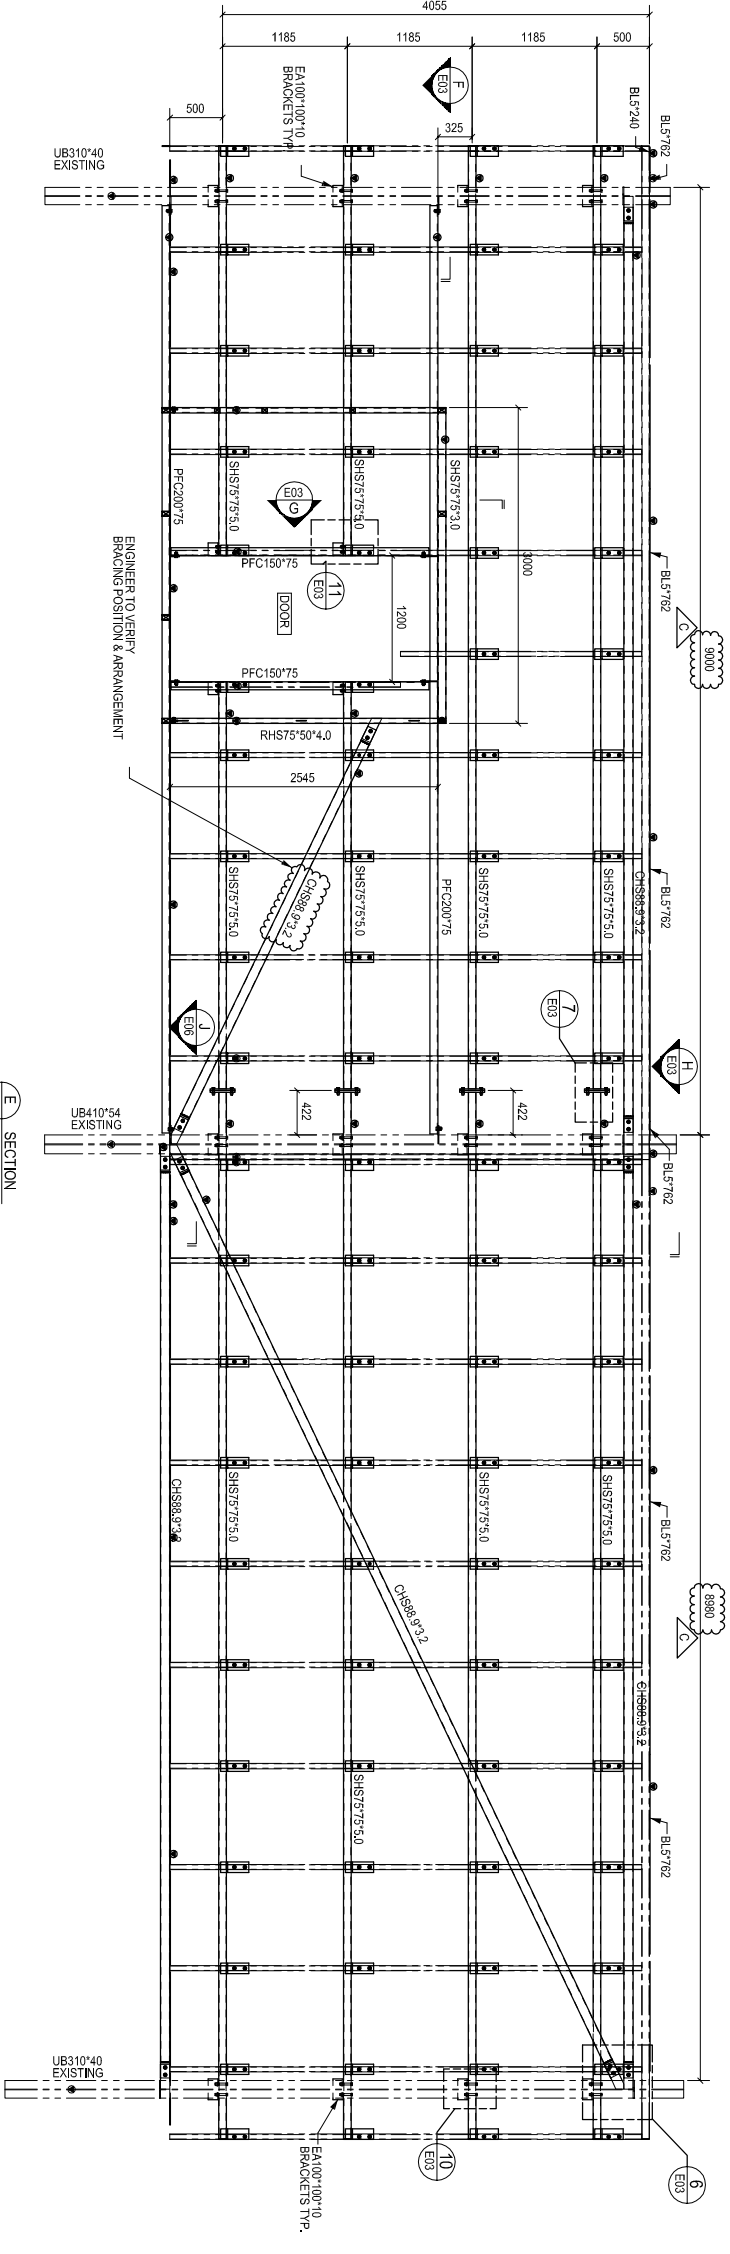 4055
1185
1185
1185
500
F
E03
EA100*100*10
BRACKETS TYP.
BL5*240
BL5*762
500
325
UB310*40
EXISTING
PFC200*75
SHS75*75*5.0
SHS75*75*5.0
SHS75*75*3.0
E03
G
3000
ENGINEER TO VERIFY
BRACING POSITION & ARRANGEMENT
PFC150*75
11
E03
DOOR
1200
BL5*762
C
9000
PFC150*75
RHS75*50*4.0
2545
CHS88.9*3.2
SHS75*75*5.0
SHS75*75*5.0
PFC200*75
SHS75*75*5.0
SHS75*75*5.0
CHS88.9*3.2
BL5*762
J
E06
7
E03
H
E03
E
SECTION
UB410*54
EXISTING
422
422
BL5*762
CHS88.9*3.2
SHS75*75*5.0
SHS75*75*5.0
SHS75*75*5.0
BL5*762
8980
C
CHS88.9*3.2
CHS88.9*3.2
SHS75*75*5.0
BL5*762
UB310*40
EXISTING
EA100*100*10
BRACKETS TYP.
10
E03
6
E03